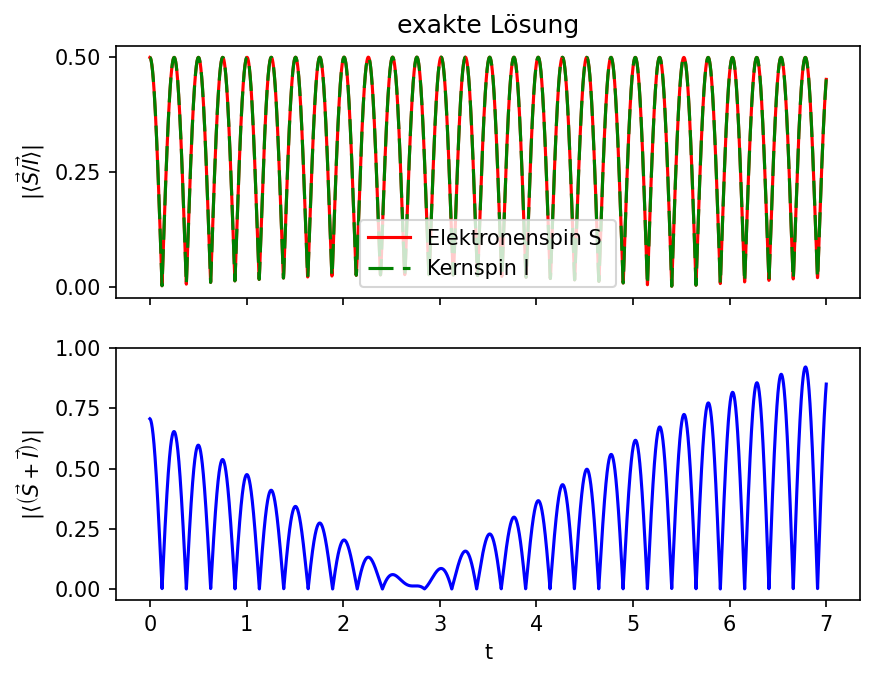 exakte Lösung
|⟨S⃗/I⃗⟩|
0.50
0.25
0.00
Elektronenspin S
Kernspin I
|⟨(S⃗ + I⃗)⟩|
1.00
0.75
0.50
0.25
0.00
0 1 2 3 4 5 6 7
t